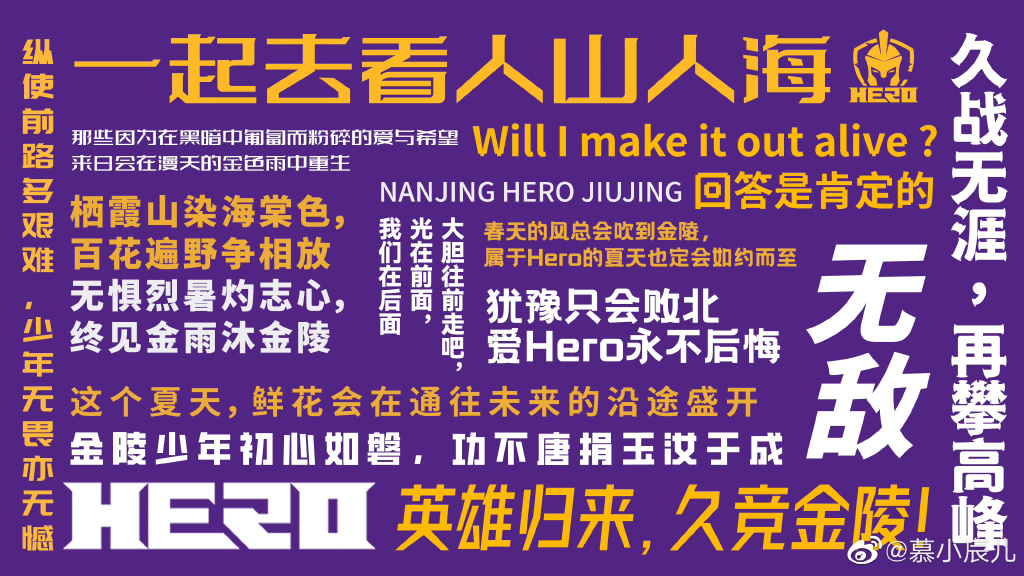 纵使前路多艰难,少年无畏亦无憾
一起去看人山人海
HERO
那些因为在黑暗中匍匐而粉碎的爱与希望
来日会在漫天的金色雨中重生
Will I make it out alive ?
NANJING HERO JIUJING 回答是肯定的
栖霞山染海棠色,
百花遍野争相放
无惧烈暑灼志心,
终见金雨沐金陵
大胆往前走吧,
光在前面,
我们在后面
春天的风总会吹到金陵,
属于Hero的夏天也定会如约而至
犹豫只会败北
爱Hero永不后悔
无敌
这个夏天,鲜花会在通往未来的沿途盛开
金陵少年初心如磐,功不唐捐玉汝于成
HERO
英雄归来,久竞金陵!
久战无涯,再攀高峰
@慕小辰九